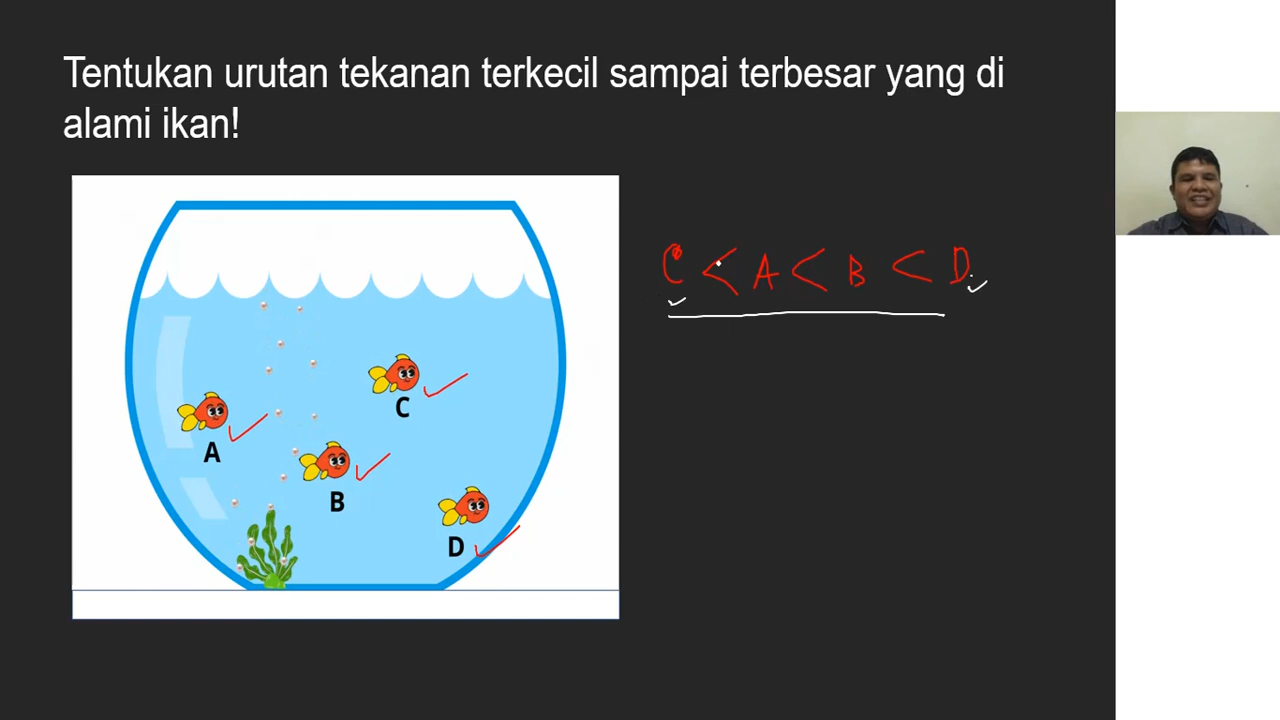 Tentukan urutan tekanan terkecil sampai terbesar yang di
alami ikan!
C < A < B < D
C
A
B
D